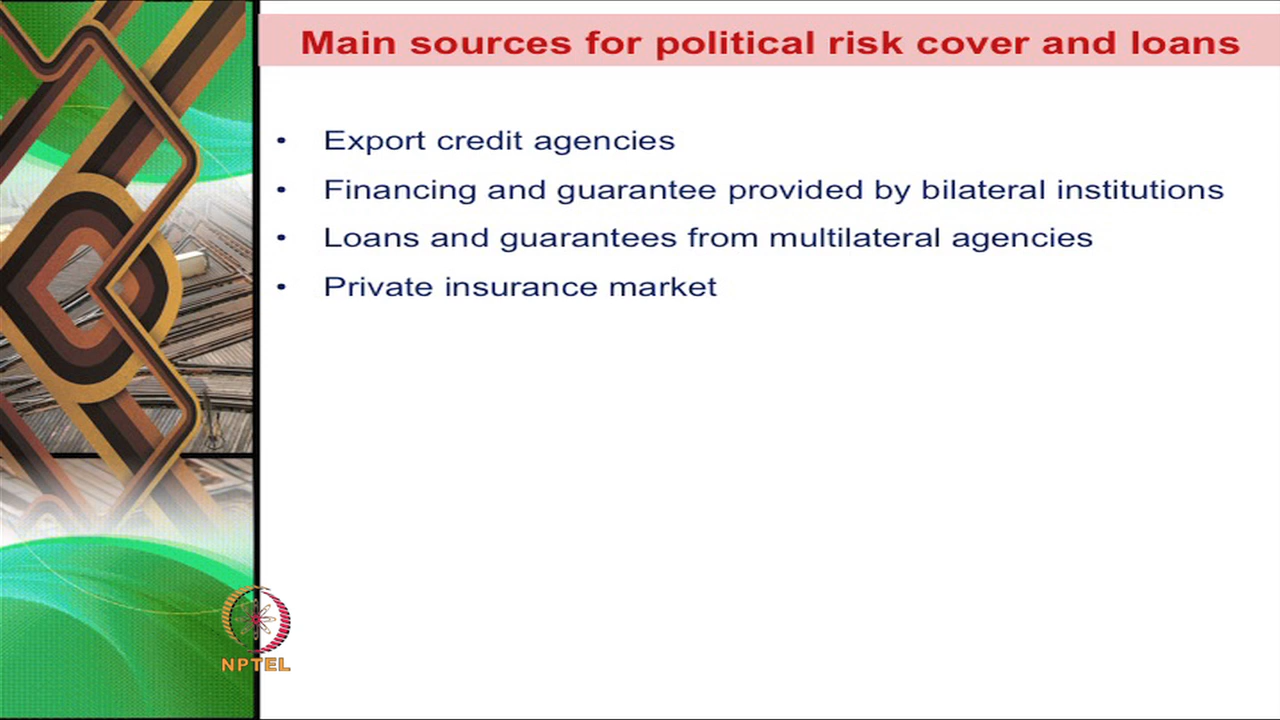 Main sources for political risk cover and loans
• Export credit agencies
• Financing and guarantee provided by bilateral institutions
• Loans and guarantees from multilateral agencies
• Private insurance market
NPTEL